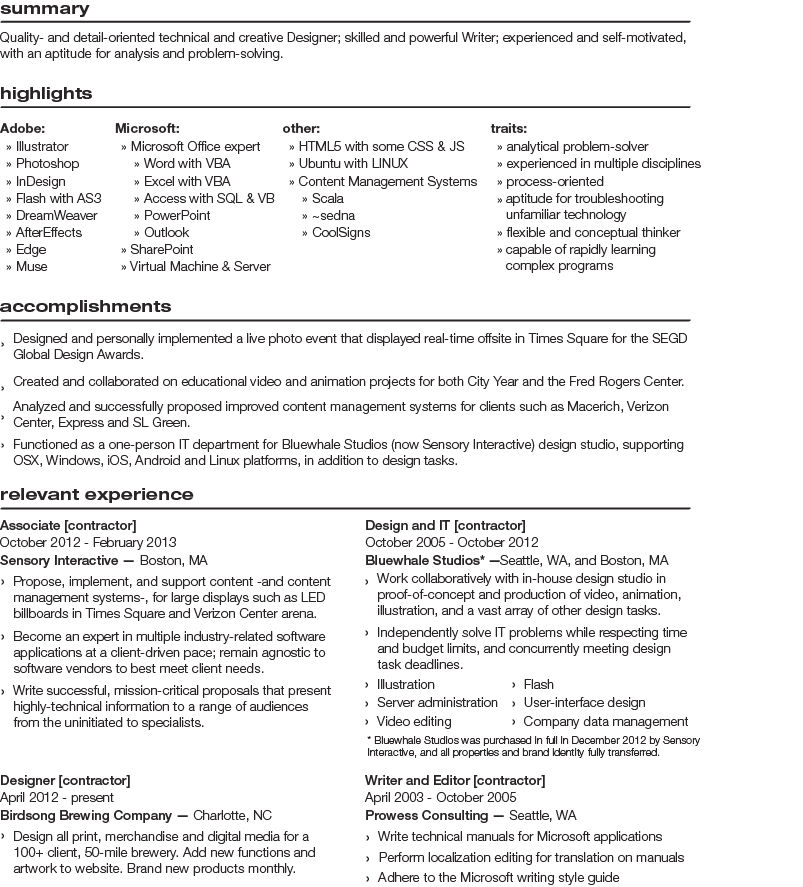 summary
Quality- and detail-oriented technical and creative Designer; skilled and powerful Writer; experienced and self-motivated,
with an aptitude for analysis and problem-solving.
highlights
Adobe:
» Illustrator
» Photoshop
» InDesign
» Flash with AS3
» DreamWeaver
» AfterEffects
» Edge
» Muse
Microsoft:
» Microsoft Office expert
» Word with VBA
» Excel with VBA
» Access with SQL & VB
» PowerPoint
» Outlook
» SharePoint
» Virtual Machine & Server
other:
» HTML5 with some CSS & JS
» Ubuntu with LINUX
» Content Management Systems
» Scala
» ~sedna
» CoolSigns
traits:
» analytical problem-solver
» experienced in multiple disciplines
» process-oriented
» aptitude for troubleshooting
unfamiliar technology
» flexible and conceptual thinker
» capable of rapidly learning
complex programs
accomplishments
› Designed and personally implemented a live photo event that displayed real-time offsite in Times Square for the SEGD
Global Design Awards.
› Created and collaborated on educational video and animation projects for both City Year and the Fred Rogers Center.
› Analyzed and successfully proposed improved content management systems for clients such as Macerich, Verizon
Center, Express and SL Green.
› Functioned as a one-person IT department for Bluewhale Studios (now Sensory Interactive) design studio, supporting
OSX, Windows, iOS, Android and Linux platforms, in addition to design tasks.
relevant experience
Associate [contractor]
October 2012 - February 2013
Sensory Interactive — Boston, MA
› Propose, implement, and support content -and content
management systems-, for large displays such as LED
billboards in Times Square and Verizon Center arena.
› Become an expert in multiple industry-related software
applications at a client-driven pace; remain agnostic to
software vendors to best meet client needs.
› Write successful, mission-critical proposals that present
highly-technical information to a range of audiences
from the uninitiated to specialists.
Design and IT [contractor]
October 2005 - October 2012
Bluewhale Studios* —Seattle, WA, and Boston, MA
› Work collaboratively with in-house design studio in
proof-of-concept and production of video, animation,
illustration, and a vast array of other design tasks.
› Independently solve IT problems while respecting time
and budget limits, and concurrently meeting design
task deadlines.
› Illustration › Flash
› Server administration › User-interface design
› Video editing › Company data management
* Bluewhale Studios was purchased in full in December 2012 by Sensory
Interactive, and all properties and brand identity fully transferred.
Designer [contractor]
April 2012 - present
Birdsong Brewing Company — Charlotte, NC
› Design all print, merchandise and digital media for a
100+ client, 50-mile brewery. Add new functions and
artwork to website. Brand new products monthly.
Writer and Editor [contractor]
April 2003 - October 2005
Prowess Consulting — Seattle, WA
› Write technical manuals for Microsoft applications
› Perform localization editing for translation on manuals
› Adhere to the Microsoft writing style guide